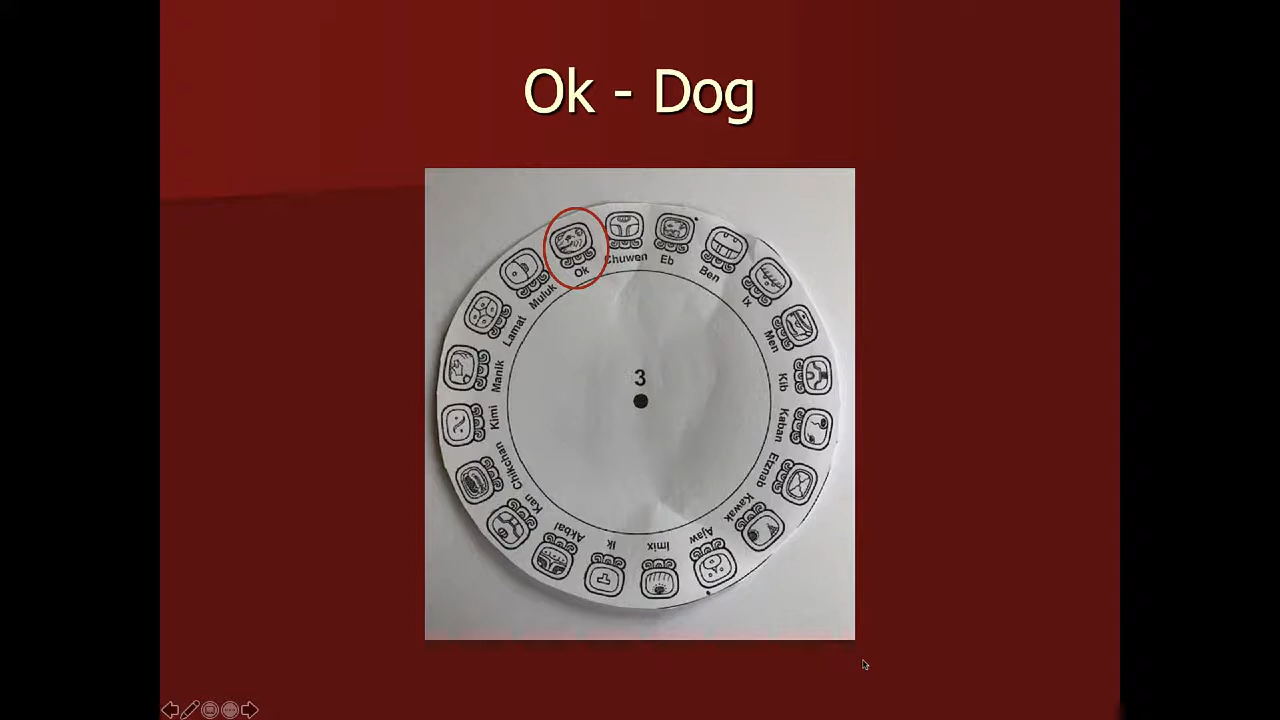 Ok - Dog
3
Ok
Chuwen
Eb
Ben
Ix
Men
Kib
Kaban
Etznab
Kawak
Ajaw
Imix
Ik
Akbal
Kan
Chikchan
Kimi
Manik
Lamat
Muluk